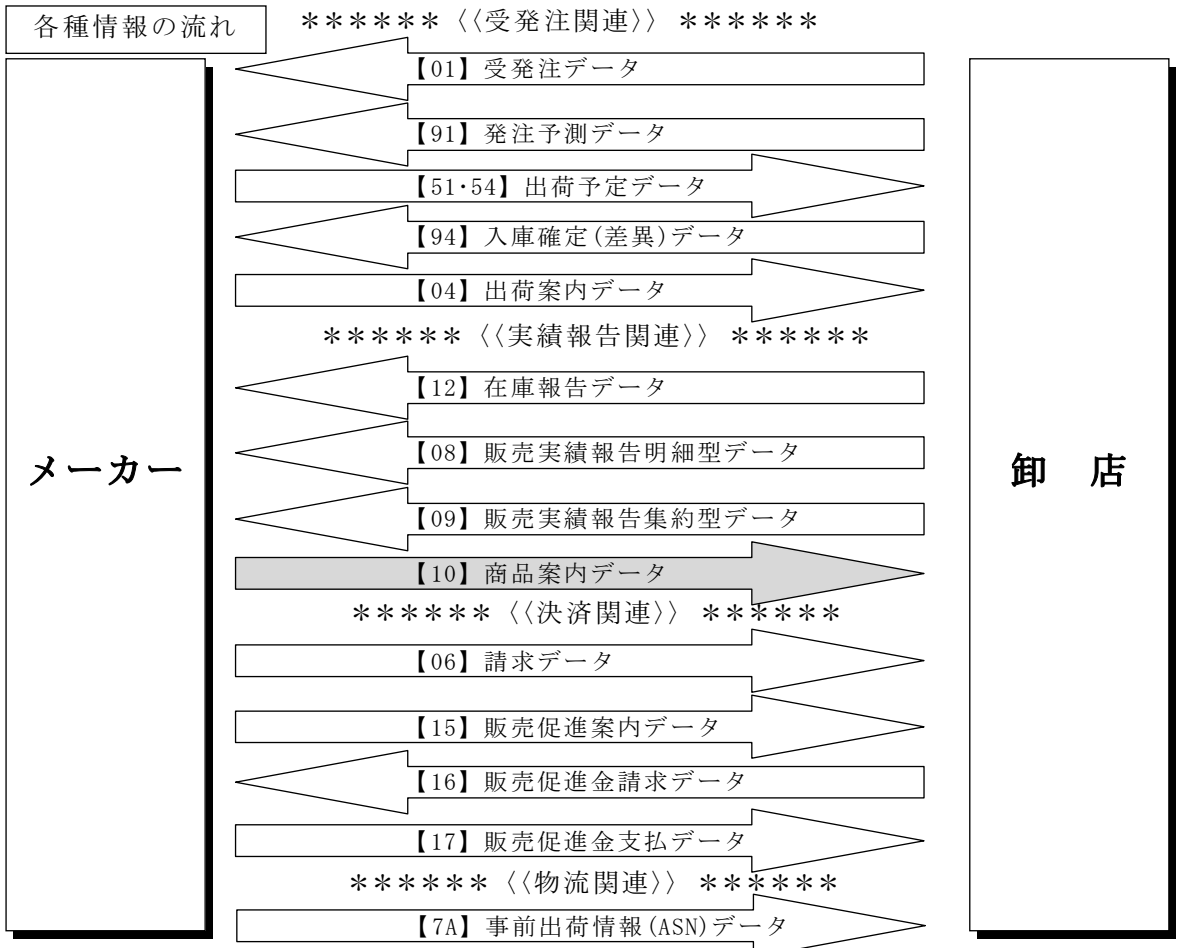 各種情報の流れ
＊＊＊＊＊＊〈〈受発注関連〉〉＊＊＊＊＊＊
【01】受発注データ
【91】発注予測データ
【51・54】出荷予定データ
【94】入庫確定(差異)データ
【04】出荷案内データ
＊＊＊＊＊＊〈〈実績報告関連〉〉＊＊＊＊＊＊
【12】在庫報告データ
【08】販売実績報告明細型データ
メーカー
卸 店
【09】販売実績報告集約型データ
【10】商品案内データ
＊＊＊＊＊＊〈〈決済関連〉〉＊＊＊＊＊＊
【06】請求データ
【15】販売促進案内データ
【16】販売促進金請求データ
【17】販売促進金支払データ
＊＊＊＊＊＊〈〈物流関連〉〉＊＊＊＊＊＊
【7A】事前出荷情報(ASN)データ